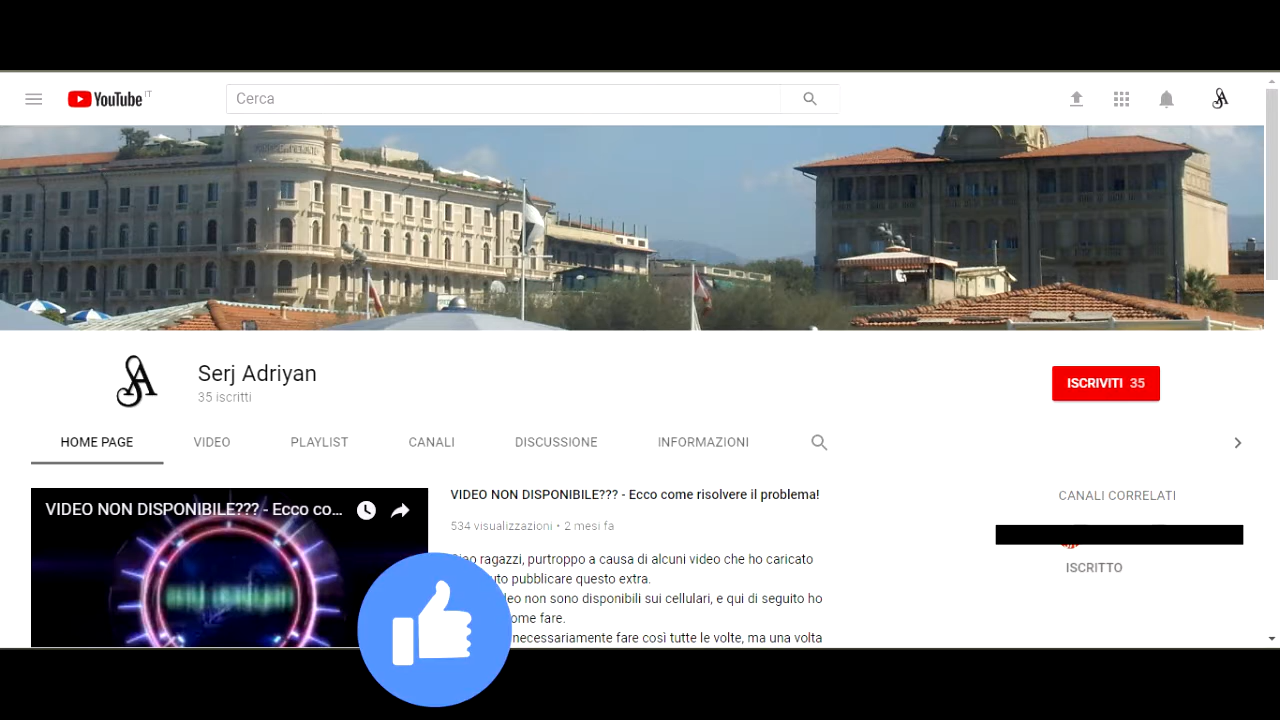 YouTube IT
Cerca
Serj Adriyan
35 iscritti
ISCRIVITI 35
HOME PAGE
VIDEO
PLAYLIST
CANALI
DISCUSSIONE
INFORMAZIONI
VIDEO NON DISPONIBILE??? - Ecco co...
VIDEO NON DISPONIBILE??? - Ecco come risolvere il problema!
534 visualizzazioni • 2 mesi fa
ragazzi, purtroppo a causa di alcuni video che ho caricato
pubblicare questo extra.
non sono disponibili sui cellulari, e qui di seguito ho
come fare.
necessariamente fare così tutte le volte, ma una volta
CANALI CORRELATI
ISCRITTO